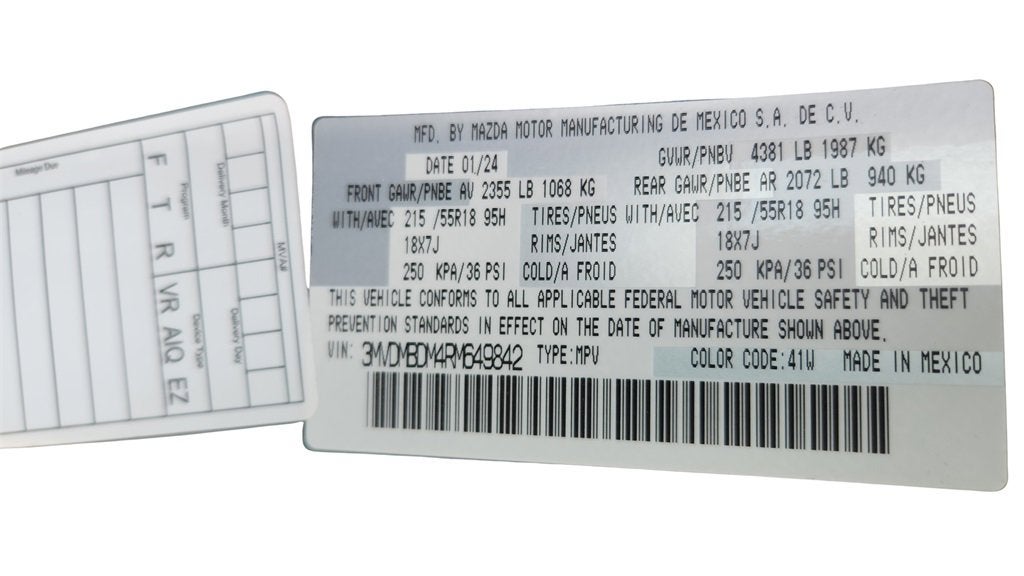 MFD. BY MAZDA MOTOR MANUFACTURING DE MEXICO S.A. DE C.V.
DATE 01/24 GVWR/PNBV 4381 LB 1987 KG
FRONT GAWR/PNBE AV 2355 LB 1068 KG REAR GAWR/PNBE AR 2072 LB 940 KG
WITH/AVEC 215 /55R18 95H TIRES/PNEUS WITH/AVEC 215 /55R18 95H TIRES/PNEUS
18X7J RIMS/JANTES 18X7J RIMS/JANTES
250 KPA/36 PSI COLD/A FROID 250 KPA/36 PSI COLD/A FROID
THIS VEHICLE CONFORMS TO ALL APPLICABLE FEDERAL MOTOR VEHICLE SAFETY AND THEFT
PREVENTION STANDARDS IN EFFECT ON THE DATE OF MANUFACTURE SHOWN ABOVE.
VIN: 3MVDMBDM4RM649842 TYPE:MPV COLOR CODE:41W MADE IN MEXICO
MVA#
Delivery Month Delivery Day
Program Device Type
F T R VR AIQ EZ
Mileage Due